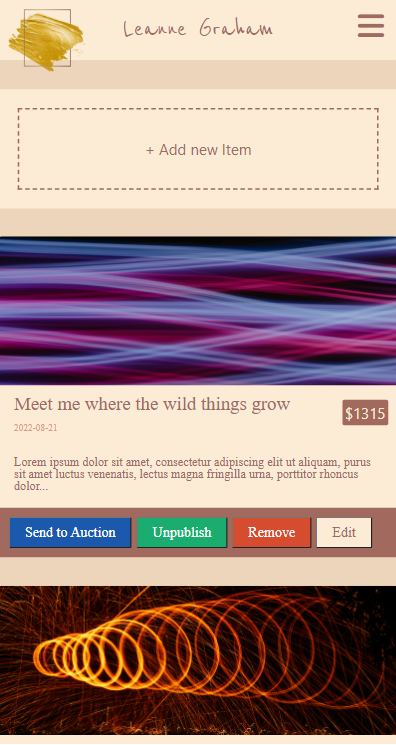 Leanne Graham
+ Add new Item
Meet me where the wild things grow
$1315
2022-08-21
Lorem ipsum dolor sit amet, consectetur adipiscing elit ut aliquam, purus
sit amet luctus venenatis, lectus magna fringilla urna, porttitor rhoncus
dolor...
Send to Auction
Unpublish
Remove
Edit